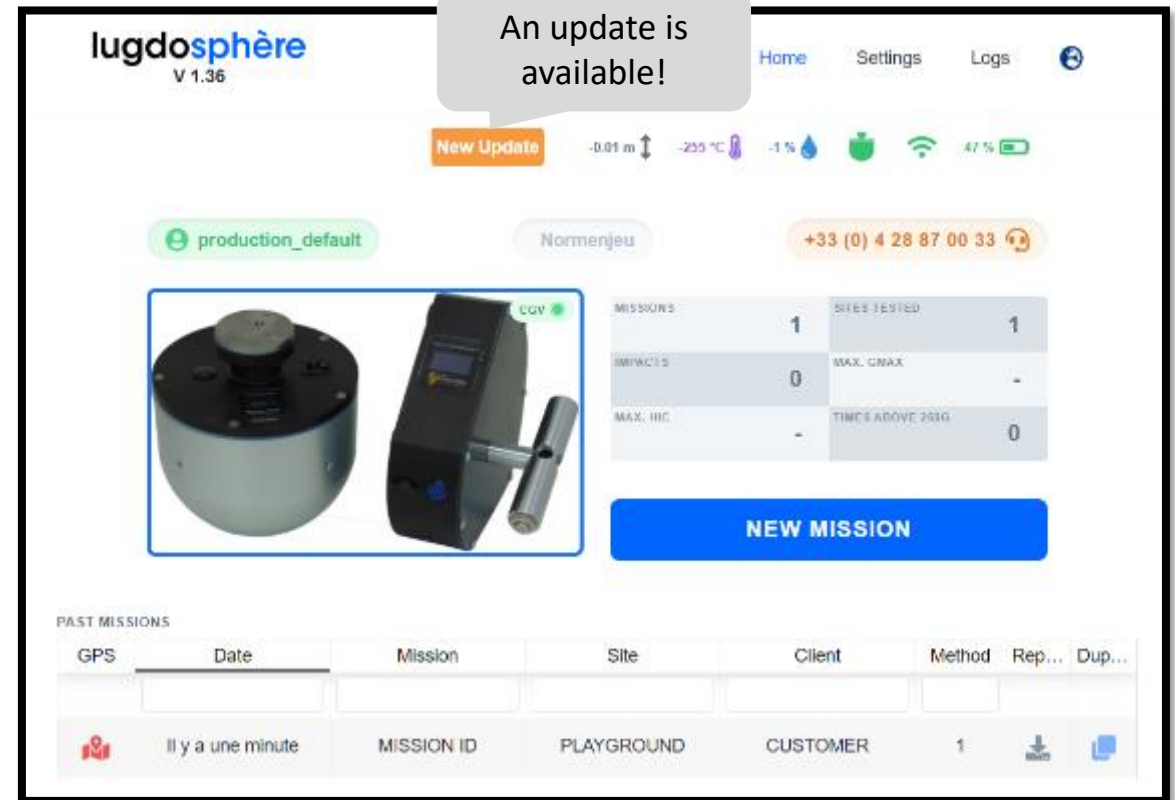 An update is
available!
lugdosphère
V 1.36
Home Settings Logs
New Update -0.01 m -255 °C -1 % 47 %
production_default Normenjeu +33 (0) 4 28 87 00 33
CGV
MISSIONS 1 SITES TESTED 1
IMPACTS 0 MAX. GMAX -
MAX. HIC - TIMES ABOVE 200G 0
NEW MISSION
PAST MISSIONS
GPS Date Mission Site Client Method Rep... Dup...
Il y a une minute MISSION ID PLAYGROUND CUSTOMER 1